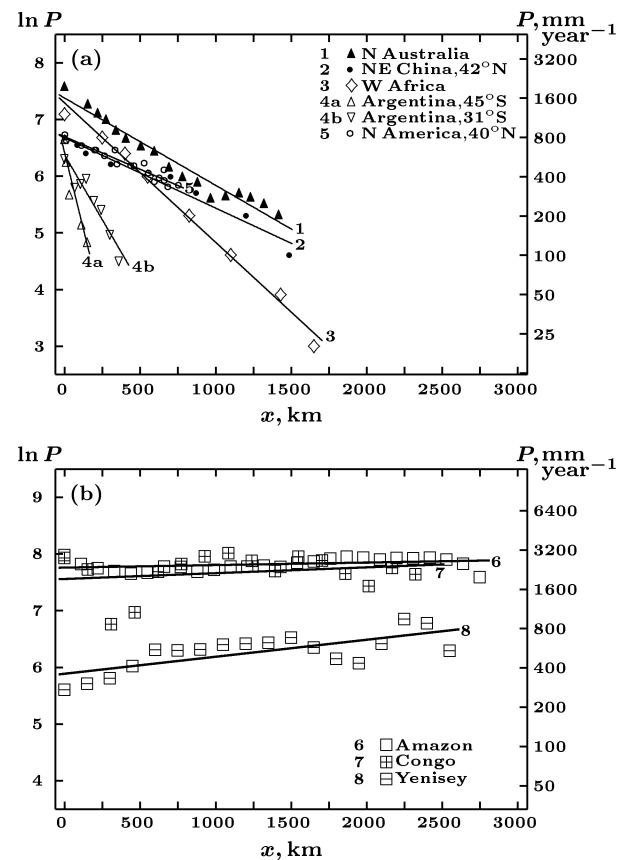 ln P
P, mm
year−1
(a)
1 ▲ N Australia
2 ● NE China, 42°N
3 ◇ W Africa
4a △ Argentina, 45°S
4b ▽ Argentina, 31°S
5 ○ N America, 40°N
8
7
6
5
4
3
3200
1600
800
400
200
100
50
25
5
1
2
4a
4b
3
0 500 1000 1500 2000 2500 3000
x, km
ln P
P, mm
year−1
(b)
9
8
7
6
5
4
6400
3200
1600
800
400
200
100
50
6
7
8
6 □ Amazon
7 ⊞ Congo
8 ⊟ Yenisey
0 500 1000 1500 2000 2500 3000
x, km